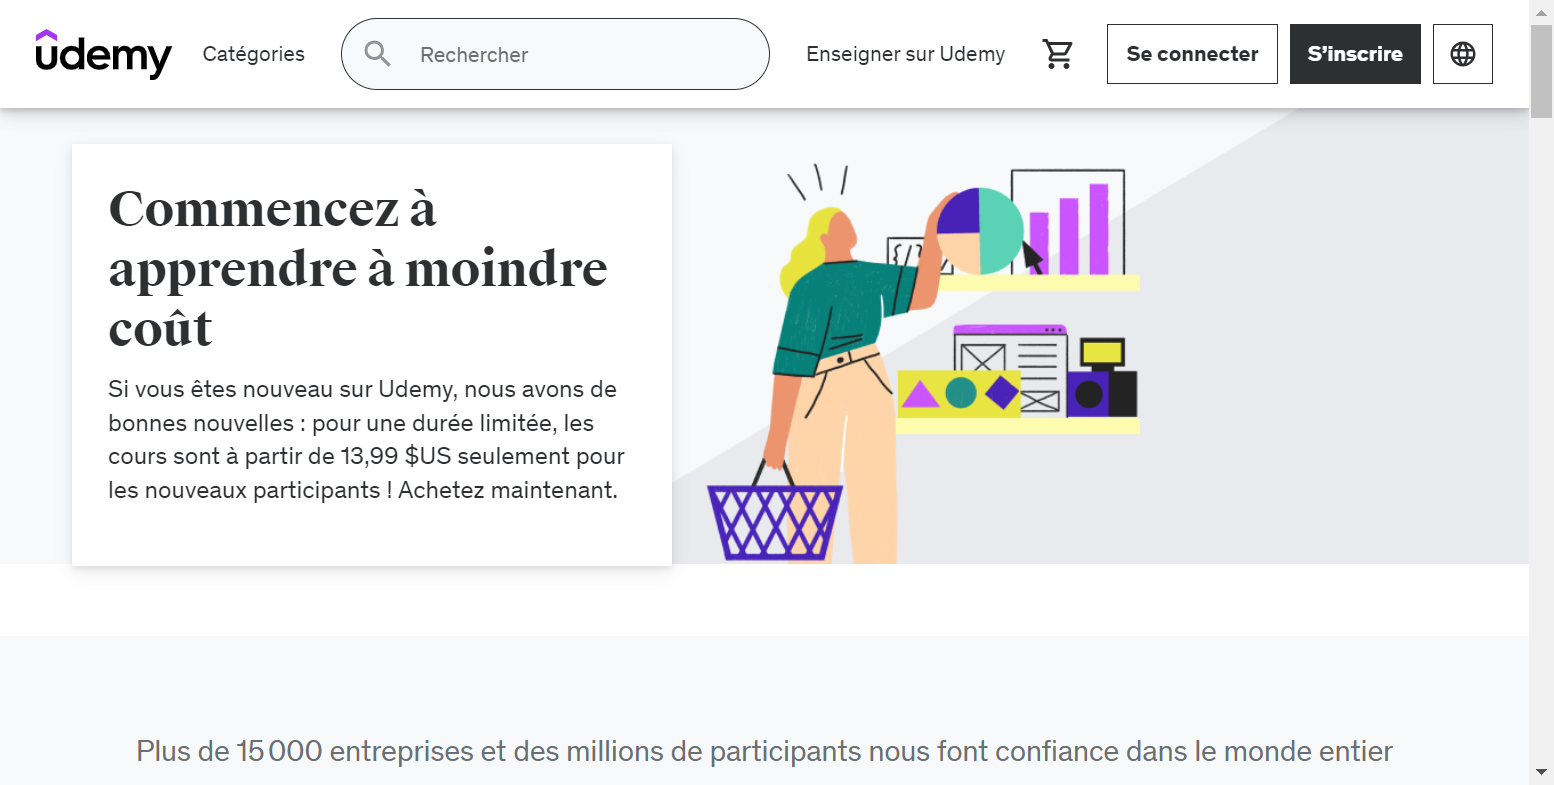 udemy
Catégories
Rechercher
Enseigner sur Udemy
Se connecter
S'inscrire
Commencez à
apprendre à moindre
coût
Si vous êtes nouveau sur Udemy, nous avons de
bonnes nouvelles : pour une durée limitée, les
cours sont à partir de 13,99 $US seulement pour
les nouveaux participants ! Achetez maintenant.
Plus de 15 000 entreprises et des millions de participants nous font confiance dans le monde entier